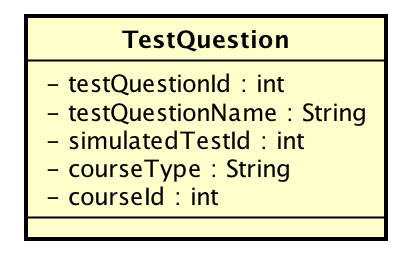 TestQuestion
- testQuestionId : int
- testQuestionName : String
- simulatedTestId : int
- courseType : String
- courseId : int